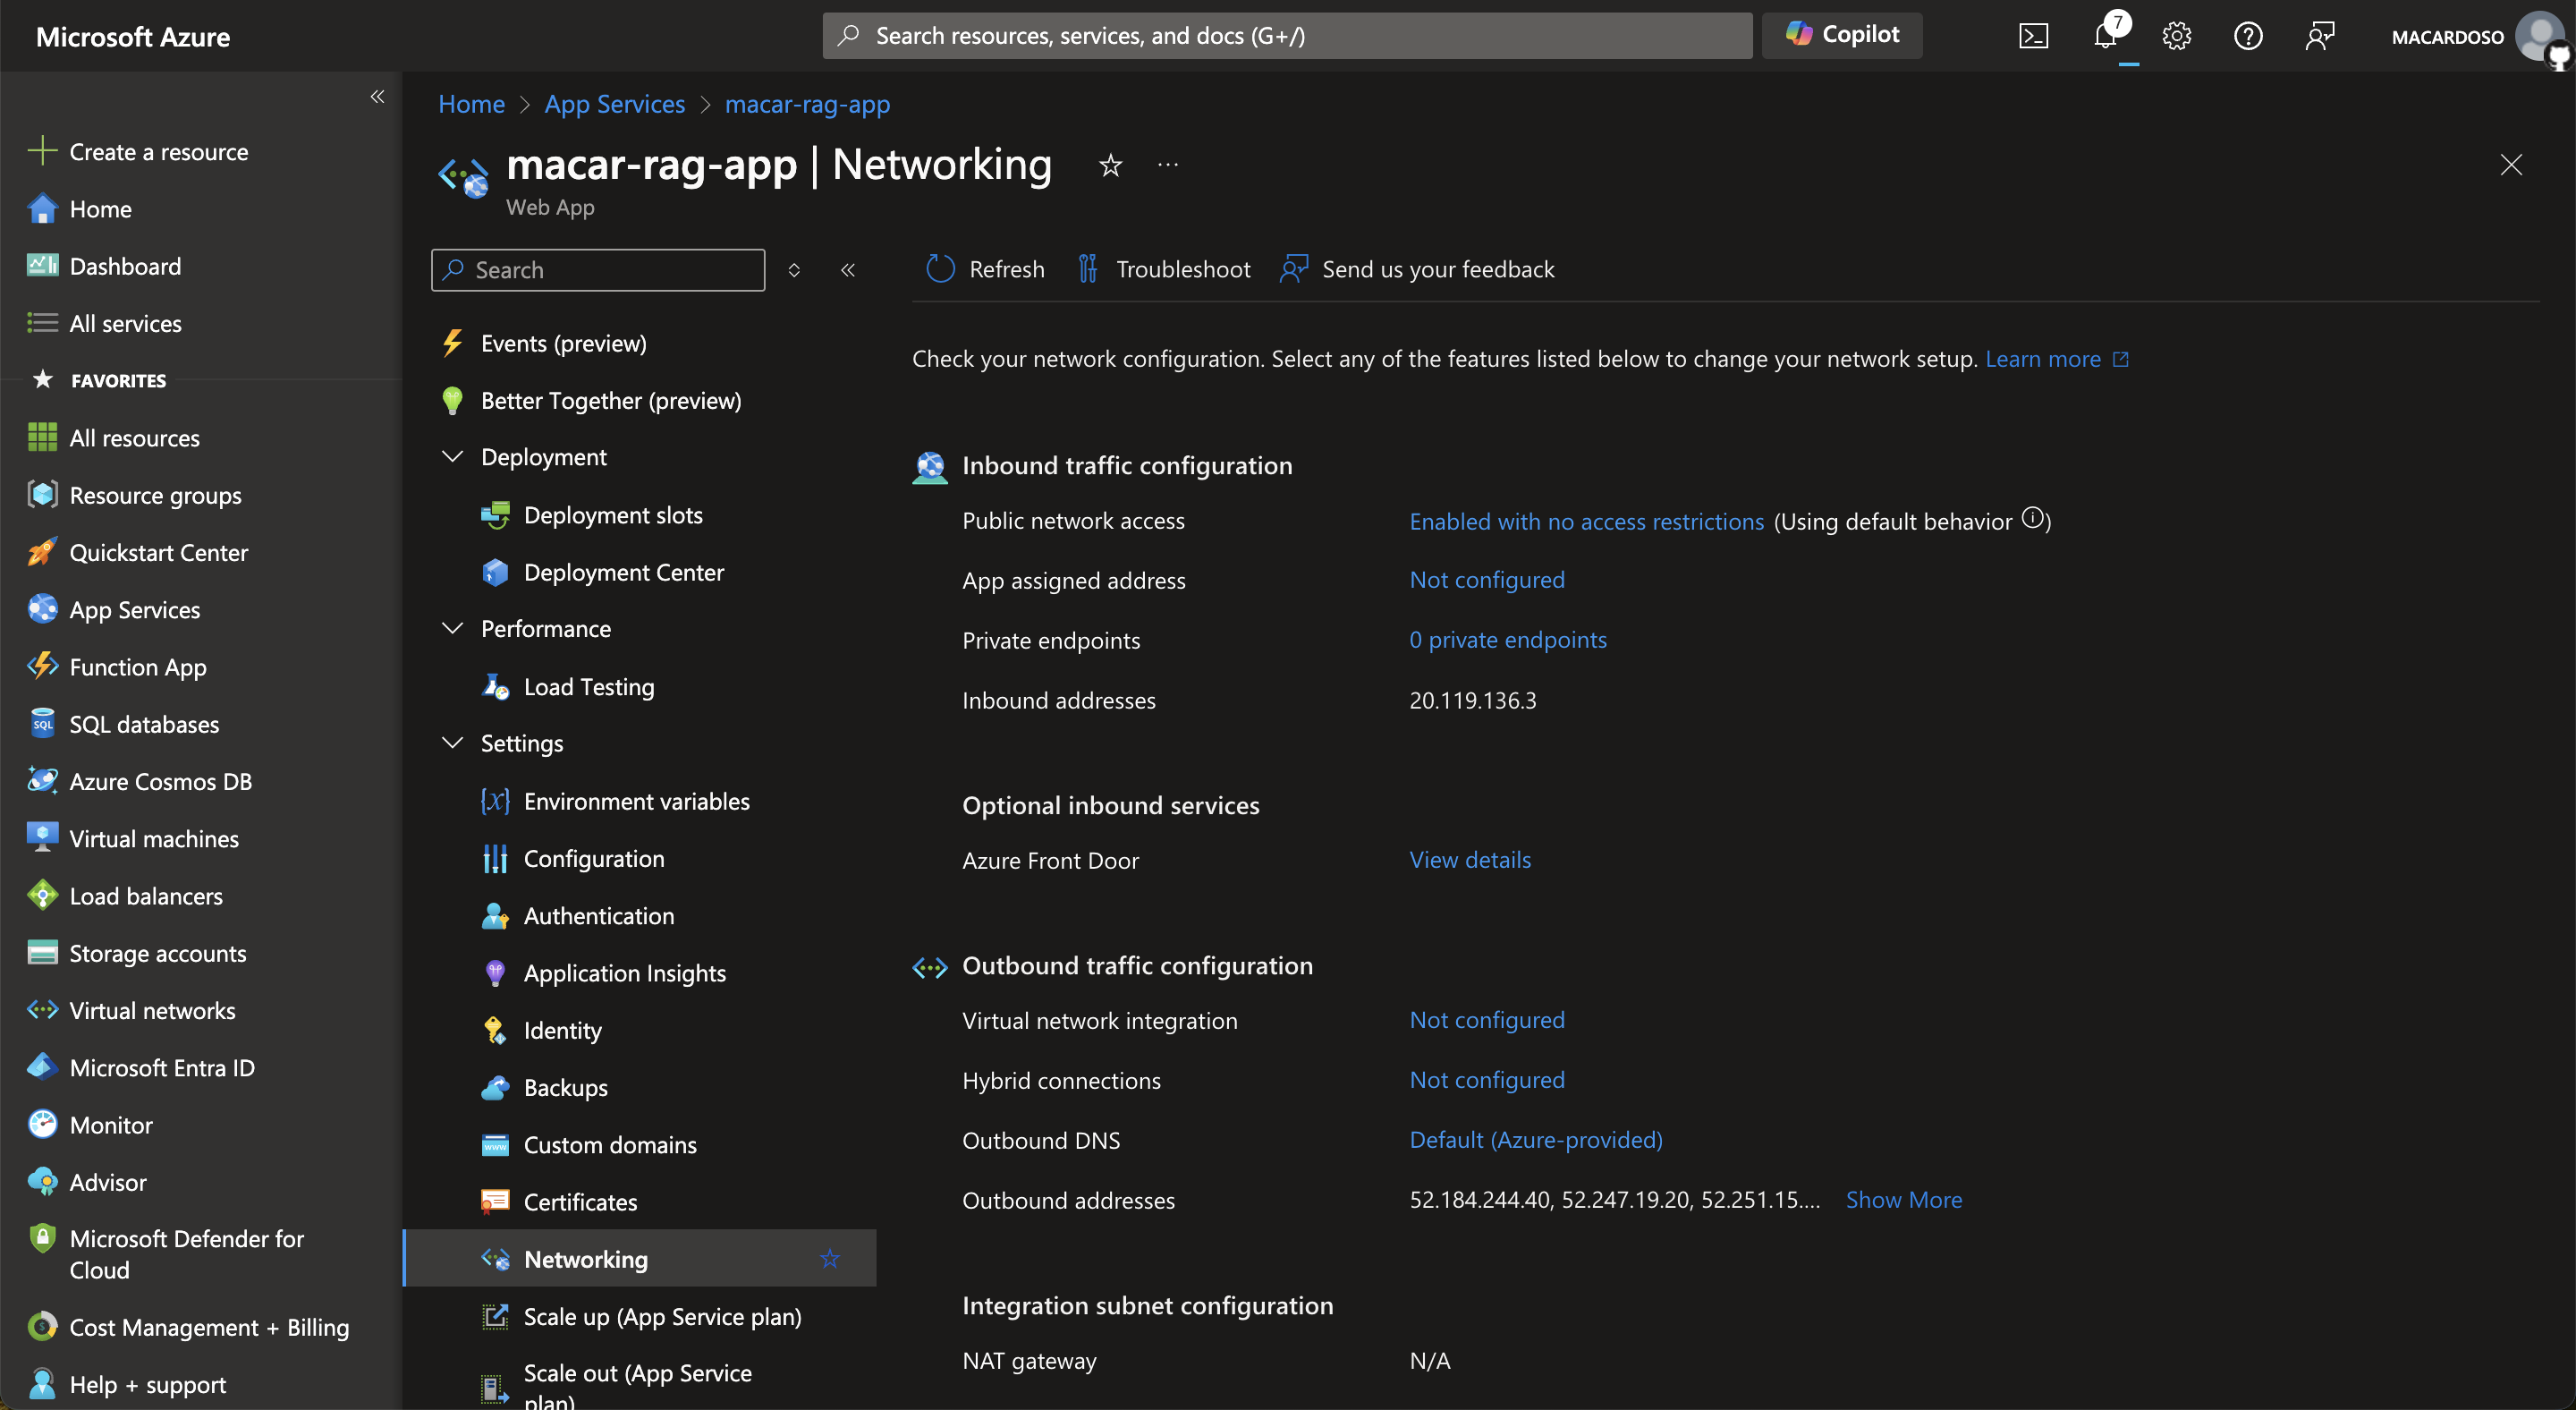 Microsoft Azure
Search resources, services, and docs (G+/)
Copilot
7
MACARDOSO
Create a resource
Home
Dashboard
All services
FAVORITES
All resources
Resource groups
Quickstart Center
App Services
Function App
SQL databases
Azure Cosmos DB
Virtual machines
Load balancers
Storage accounts
Virtual networks
Microsoft Entra ID
Monitor
Advisor
Microsoft Defender for
Cloud
Cost Management + Billing
Help + support
Home > App Services > macar-rag-app
macar-rag-app | Networking
Web App
Search
Events (preview)
Better Together (preview)
Deployment
Deployment slots
Deployment Center
Performance
Load Testing
Settings
Environment variables
Configuration
Authentication
Application Insights
Identity
Backups
Custom domains
Certificates
Networking
Scale up (App Service plan)
Scale out (App Service
plan)
Refresh
Troubleshoot
Send us your feedback
Check your network configuration. Select any of the features listed below to change your network setup. Learn more
Inbound traffic configuration
Public network access Enabled with no access restrictions (Using default behavior )
App assigned address Not configured
Private endpoints 0 private endpoints
Inbound addresses 20.119.136.3
Optional inbound services
Azure Front Door View details
Outbound traffic configuration
Virtual network integration Not configured
Hybrid connections Not configured
Outbound DNS Default (Azure-provided)
Outbound addresses 52.184.244.40, 52.247.19.20, 52.251.15.... Show More
Integration subnet configuration
NAT gateway N/A